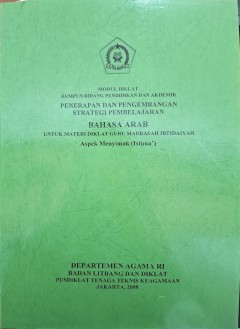 MODUL DIKLAT
RUMPUN BIDANG PENDIDIKAN DAN AKDEMIK
PENERAPAN DAN PENGEMBANGAN
STRATEGI PEMBELAJARAN
BAHASA ARAB
UNTUK MATERI DIKLAT GURU MADRASAH IBTIDAIYAH
Aspek Menyimak (Istima')
DEPARTEMEN AGAMA RI
BADAN LITBANG DAN DIKLAT
PUSDIKLAT TENAGA TEKNIS KEAGAMAAN
JAKARTA, 2008